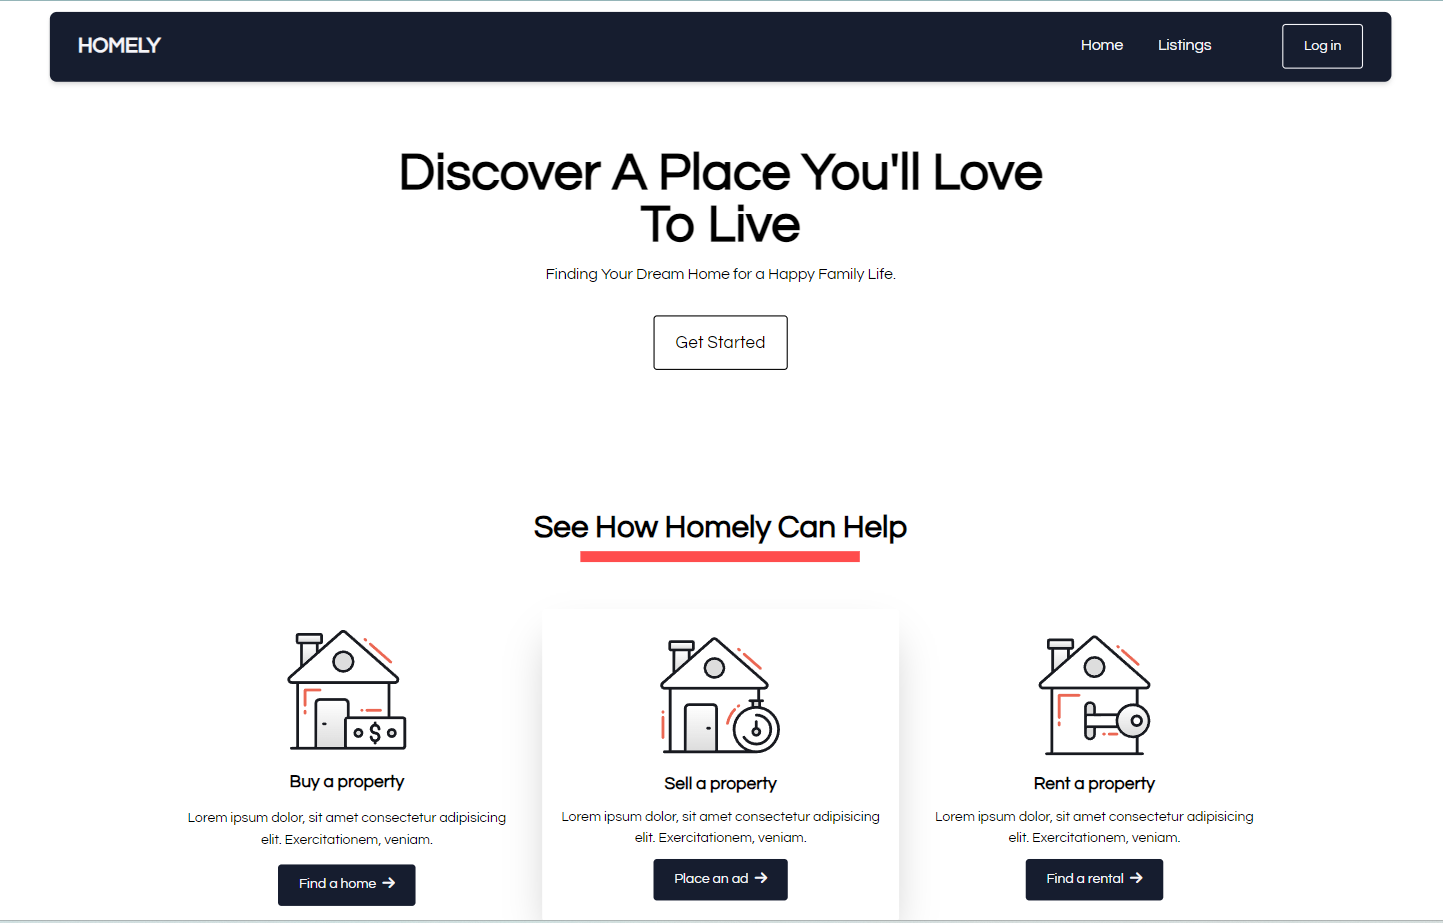 HOMELY
Home
Listings
Log in
Discover A Place You'll Love
To Live
Finding Your Dream Home for a Happy Family Life.
Get Started
See How Homely Can Help
$
Buy a property
Lorem ipsum dolor, sit amet consectetur adipisicing
elit. Exercitationem, veniam.
Find a home →
Sell a property
Lorem ipsum dolor, sit amet consectetur adipisicing
elit. Exercitationem, veniam.
Place an ad →
Rent a property
Lorem ipsum dolor, sit amet consectetur adipisicing
elit. Exercitationem, veniam.
Find a rental →